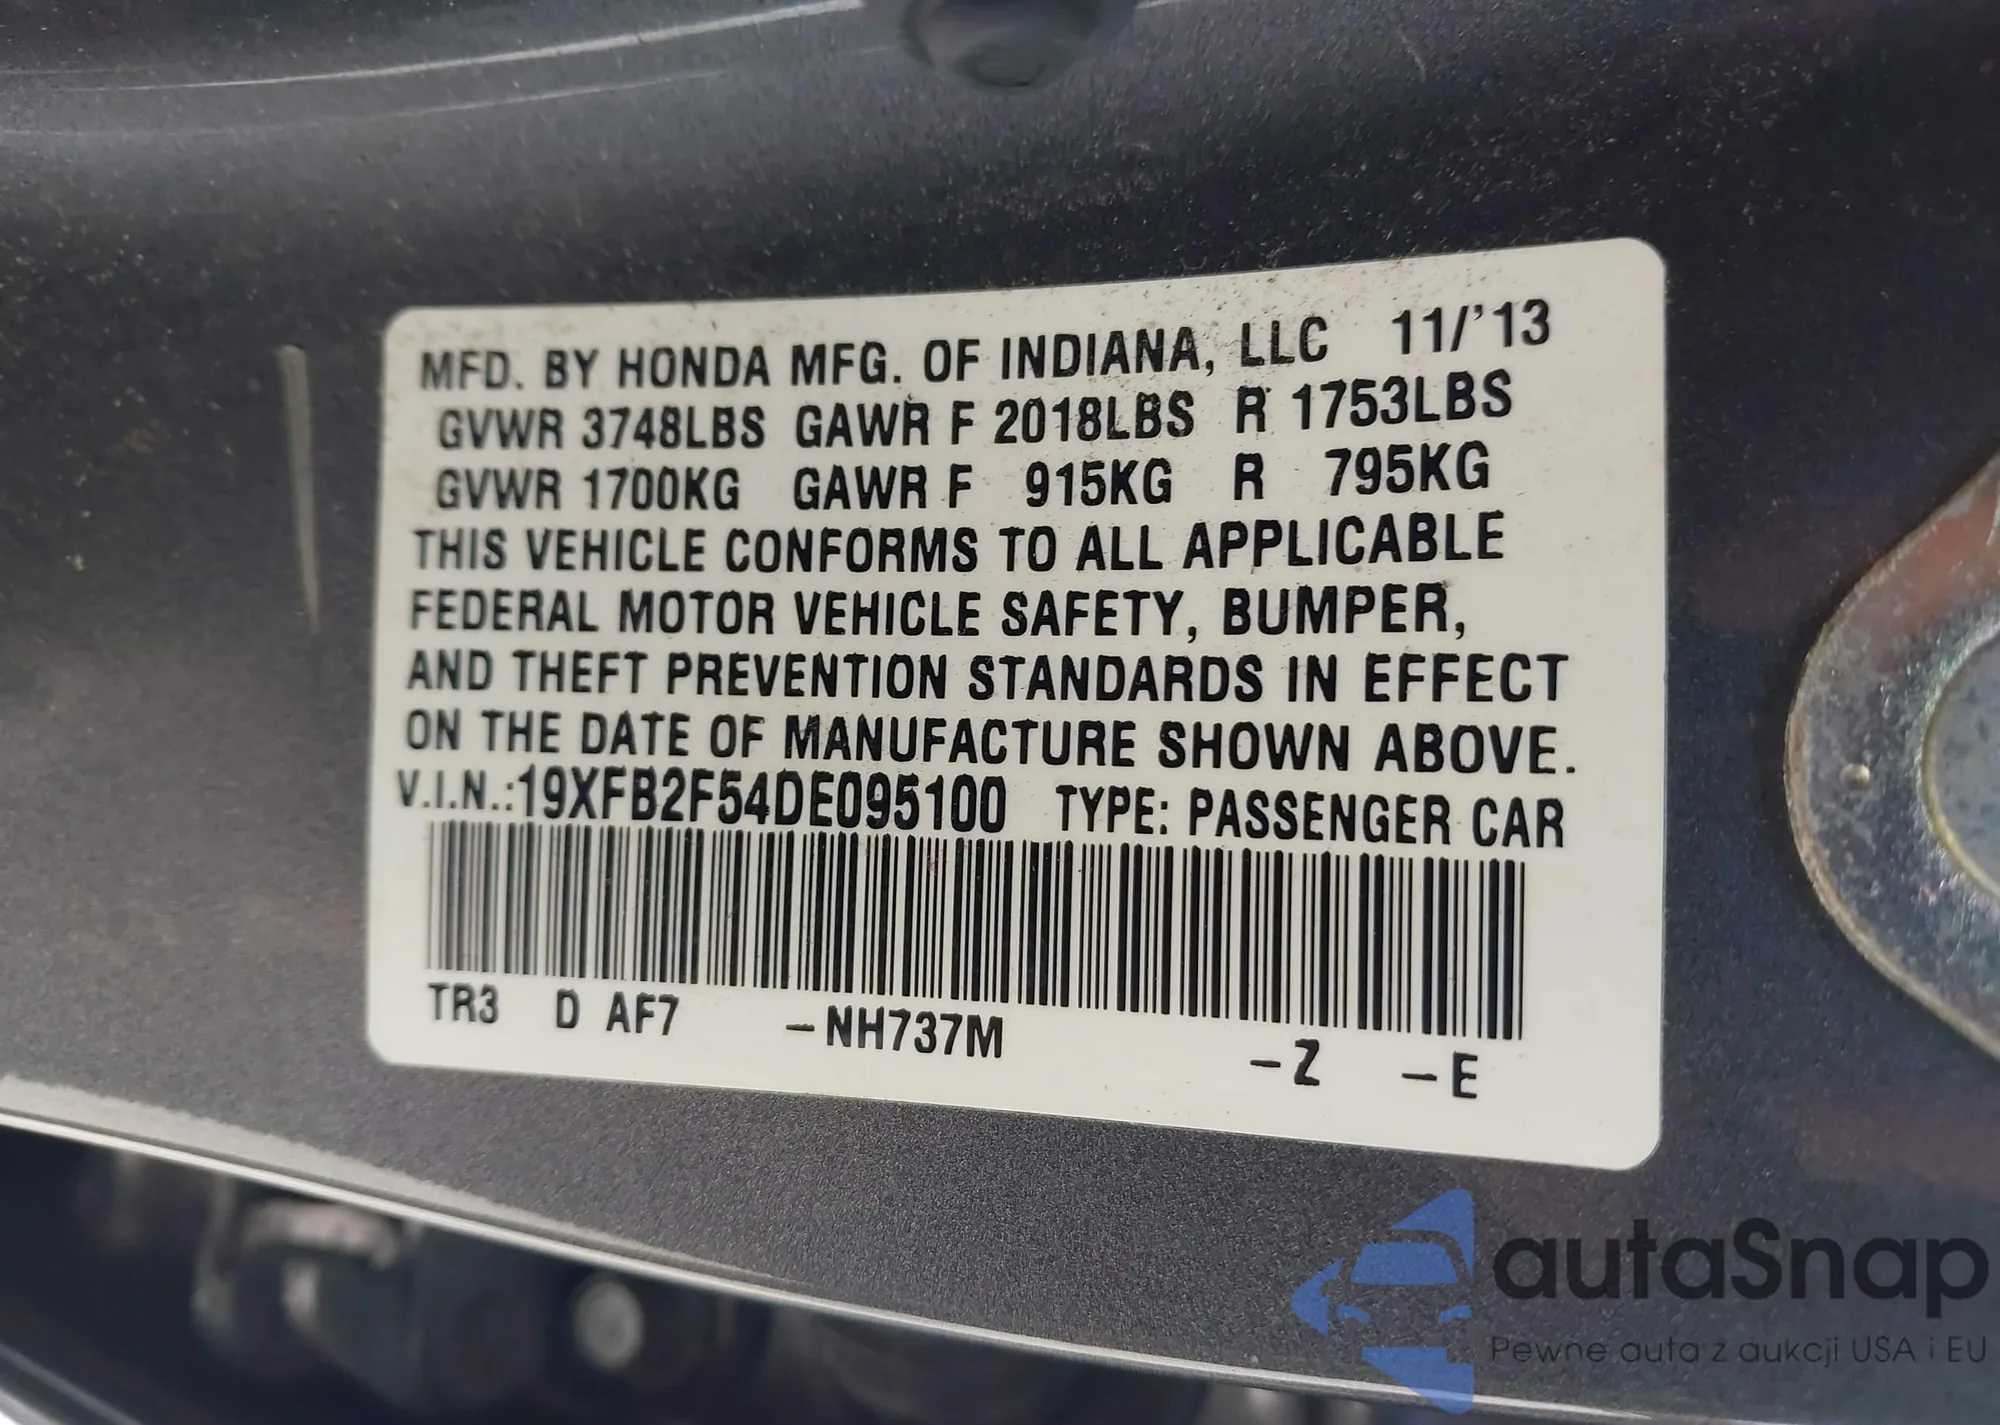 MFD. BY HONDA MFG. OF INDIANA, LLC 11/'13
GVWR 3748LBS GAWR F 2018LBS R 1753LBS
GVWR 1700KG GAWR F 915KG R 795KG
THIS VEHICLE CONFORMS TO ALL APPLICABLE
FEDERAL MOTOR VEHICLE SAFETY, BUMPER,
AND THEFT PREVENTION STANDARDS IN EFFECT
ON THE DATE OF MANUFACTURE SHOWN ABOVE.
V.I.N.:19XFB2F54DE095100 TYPE: PASSENGER CAR
TR3 D AF7 -NH737M -Z -E
autaSnap
Pewne auta z aukcji USA i EU